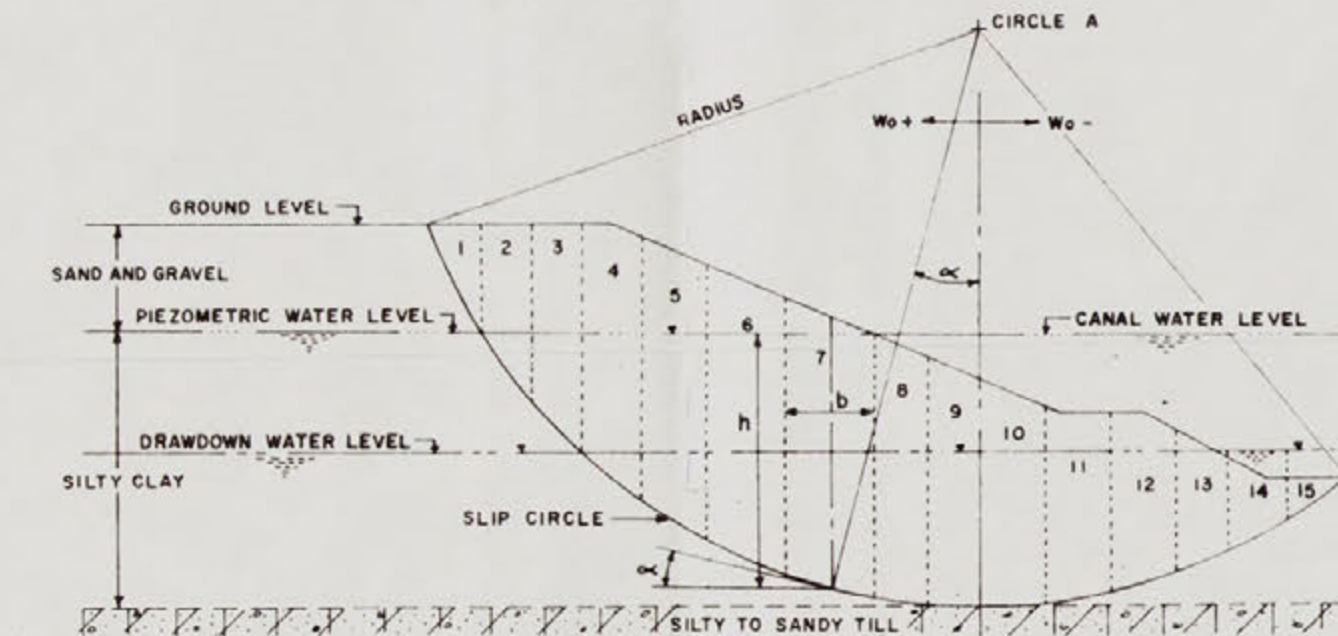 CIRCLE A
RADIUS
Wo + Wo -
GROUND LEVEL
1 2 3
4
α
SAND AND GRAVEL
5
PIEZOMETRIC WATER LEVEL
6
CANAL WATER LEVEL
7
8
b
h
9
10
DRAWDOWN WATER LEVEL
11
SILTY CLAY
12 13 14 15
SLIP CIRCLE
α
SILTY TO SANDY TILL